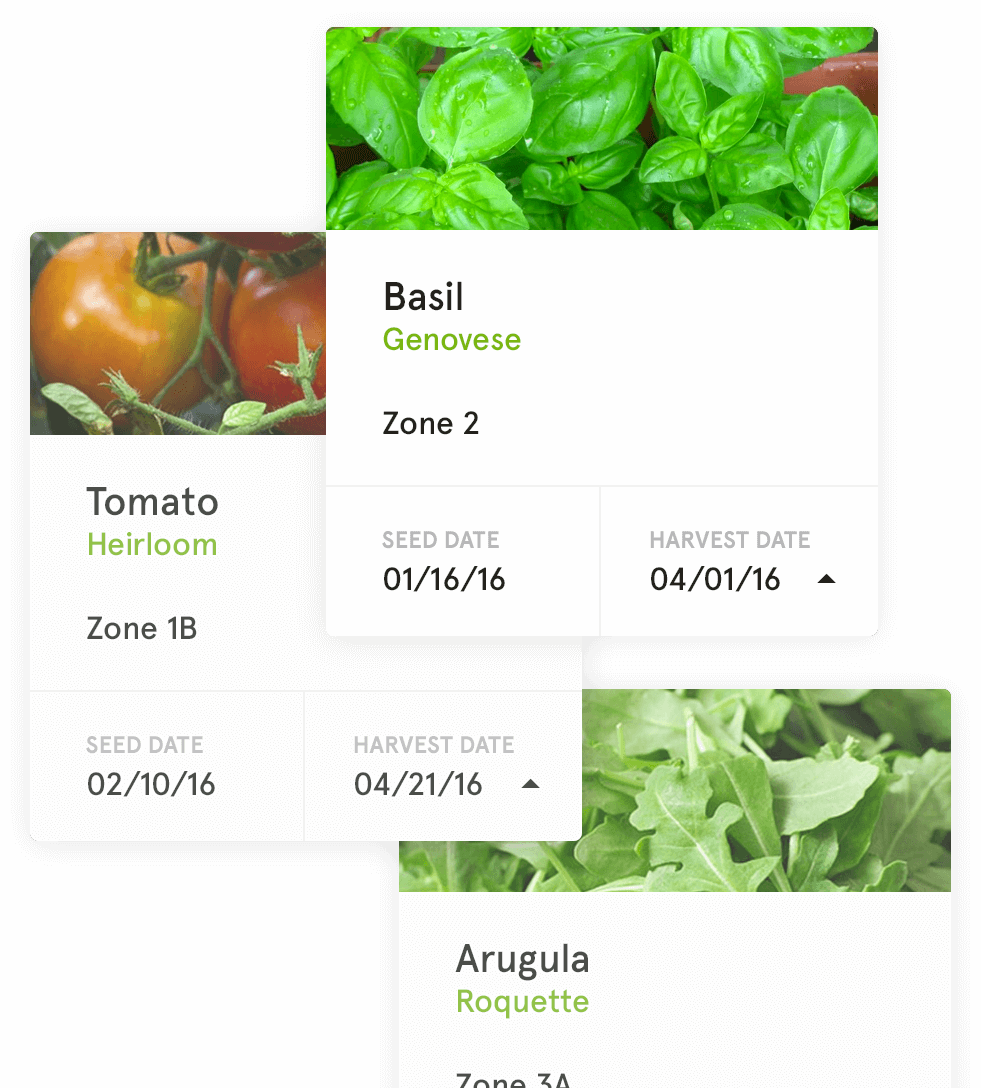 Basil
Genovese
Zone 2
SEED DATE
01/16/16
HARVEST DATE
04/01/16
Tomato
Heirloom
Zone 1B
SEED DATE
02/10/16
HARVEST DATE
04/21/16
Arugula
Roquette
Zone 3A